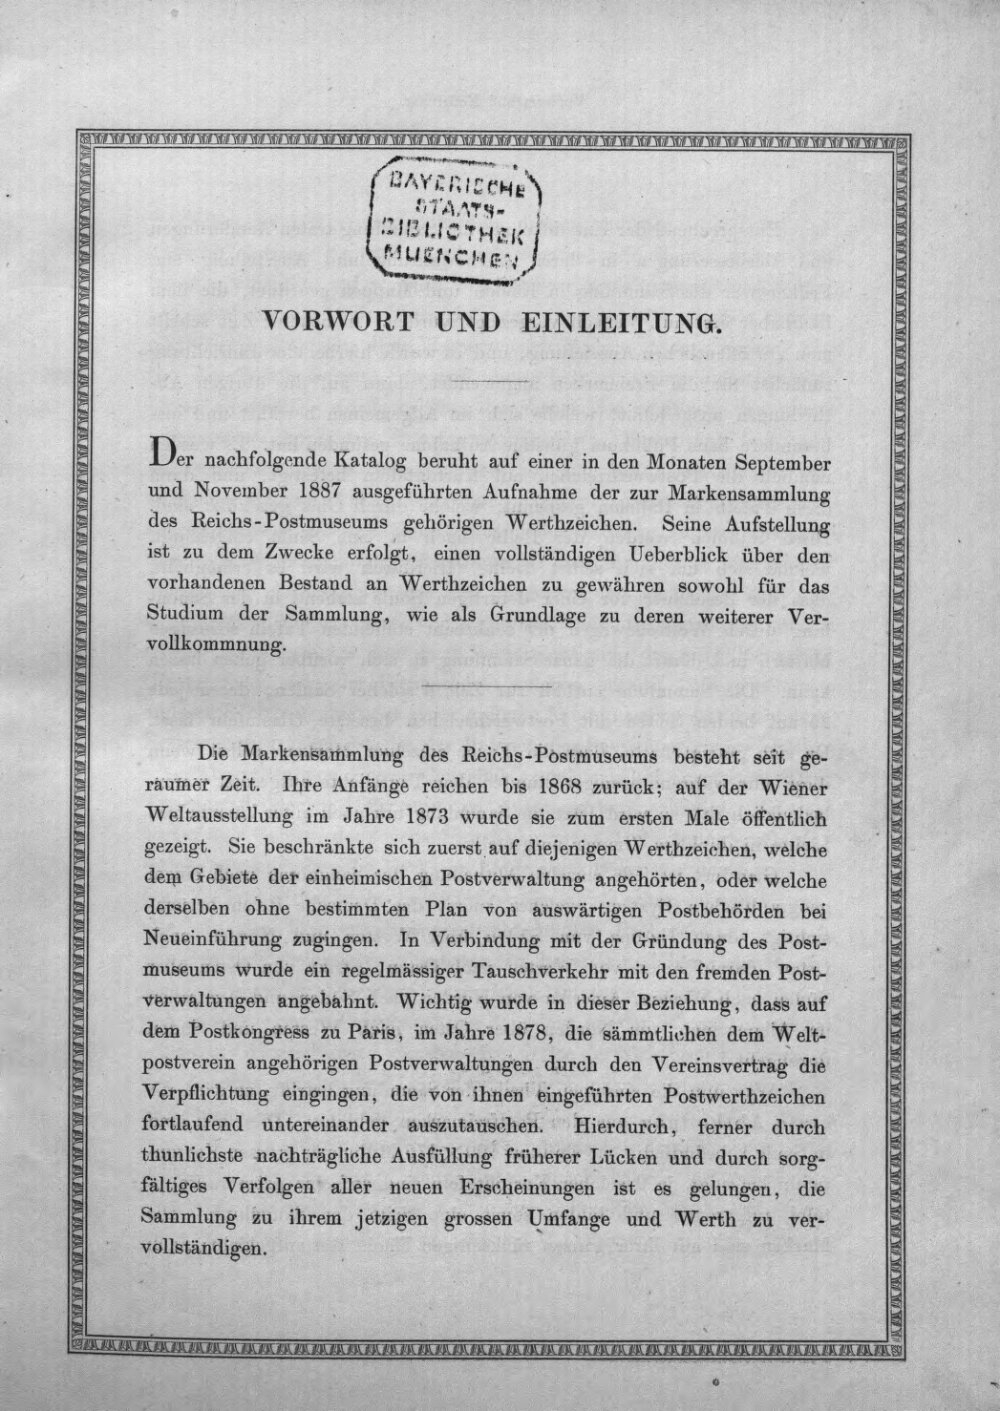 BAYERISCHE
STAATS-
BIBLIOTHEK
MUENCHEN
VORWORT UND EINLEITUNG.
Der nachfolgende Katalog beruht auf einer in den Monaten September
und November 1887 ausgeführten Aufnahme der zur Markensammlung
des Reichs-Postmuseums gehörigen Werthzeichen. Seine Aufstellung
ist zu dem Zwecke erfolgt, einen vollständigen Ueberblick über den
vorhandenen Bestand an Werthzeichen zu gewähren sowohl für das
Studium der Sammlung, wie als Grundlage zu deren weiterer Ver-
vollkommnung.
Die Markensammlung des Reichs-Postmuseums besteht seit ge-
raumer Zeit. Ihre Anfänge reichen bis 1868 zurück; auf der Wiener
Weltausstellung im Jahre 1873 wurde sie zum ersten Male öffentlich
gezeigt. Sie beschränkte sich zuerst auf diejenigen Werthzeichen, welche
dem Gebiete der einheimischen Postverwaltung angehörten, oder welche
derselben ohne bestimmten Plan von auswärtigen Postbehörden bei
Neueinführung zugingen. In Verbindung mit der Gründung des Post-
museums wurde ein regelmässiger Tauschverkehr mit den fremden Post-
verwaltungen angebahnt. Wichtig wurde in dieser Beziehung, dass auf
dem Postkongress zu Paris, im Jahre 1878, die sämmtlichen dem Welt-
postverein angehörigen Postverwaltungen durch den Vereinsvertrag die
Verpflichtung eingingen, die von ihnen eingeführten Postwerthzeichen
fortlaufend untereinander auszutauschen. Hierdurch, ferner durch
thunlichste nachträgliche Ausfüllung früherer Lücken und durch sorg-
fältiges Verfolgen aller neuen Erscheinungen ist es gelungen, die
Sammlung zu ihrem jetzigen grossen Umfange und Werth zu ver-
vollständigen.